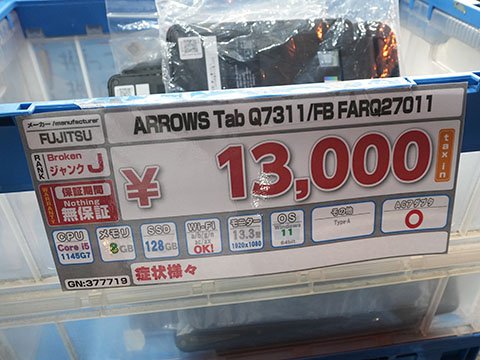 メーカー/manufacturer
FUJITSU
ARROWS Tab Q7311/FB FARQ27011
RANK
Broken
ジャンク J
WARRANTY
保証期間
Nothing
無保証
¥ 13,000
tax in
CPU
Core i5
1145G7
メモリ
8GB
SSD
128GB
Wi-Fi
OK!
モニター
13.3型
1920x1080
OS
Windows
11
64bit
その他
Type-A
ACアダプタ
○
症状様々
GN:377719